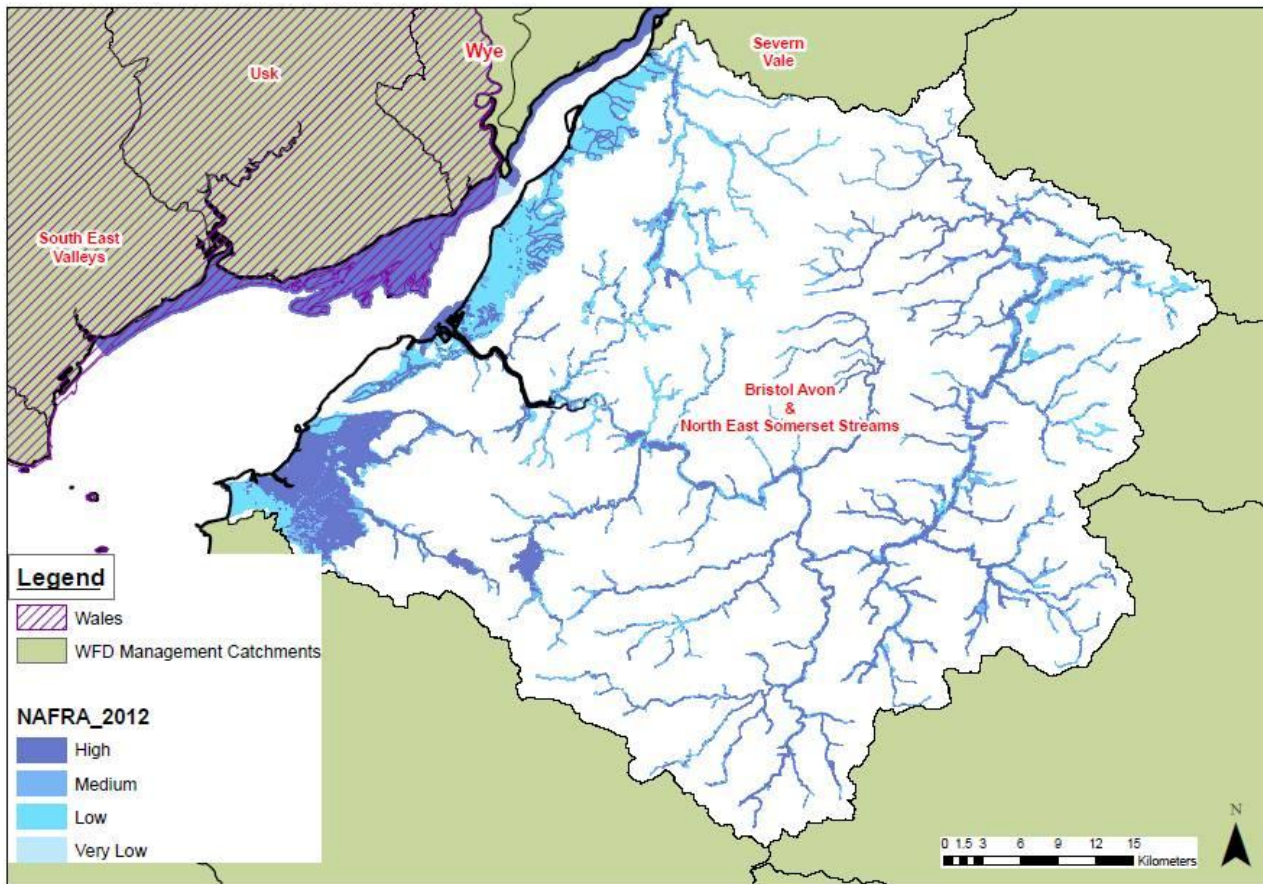 Wye
Severn
Vale
Usk
South East
Valleys
Bristol Avon
&
North East Somerset Streams
Legend
Wales
WFD Management Catchments
NAFRA_2012
High
Medium
Low
Very Low
N
0 1.5 3 6 9 12 15
Kilometers